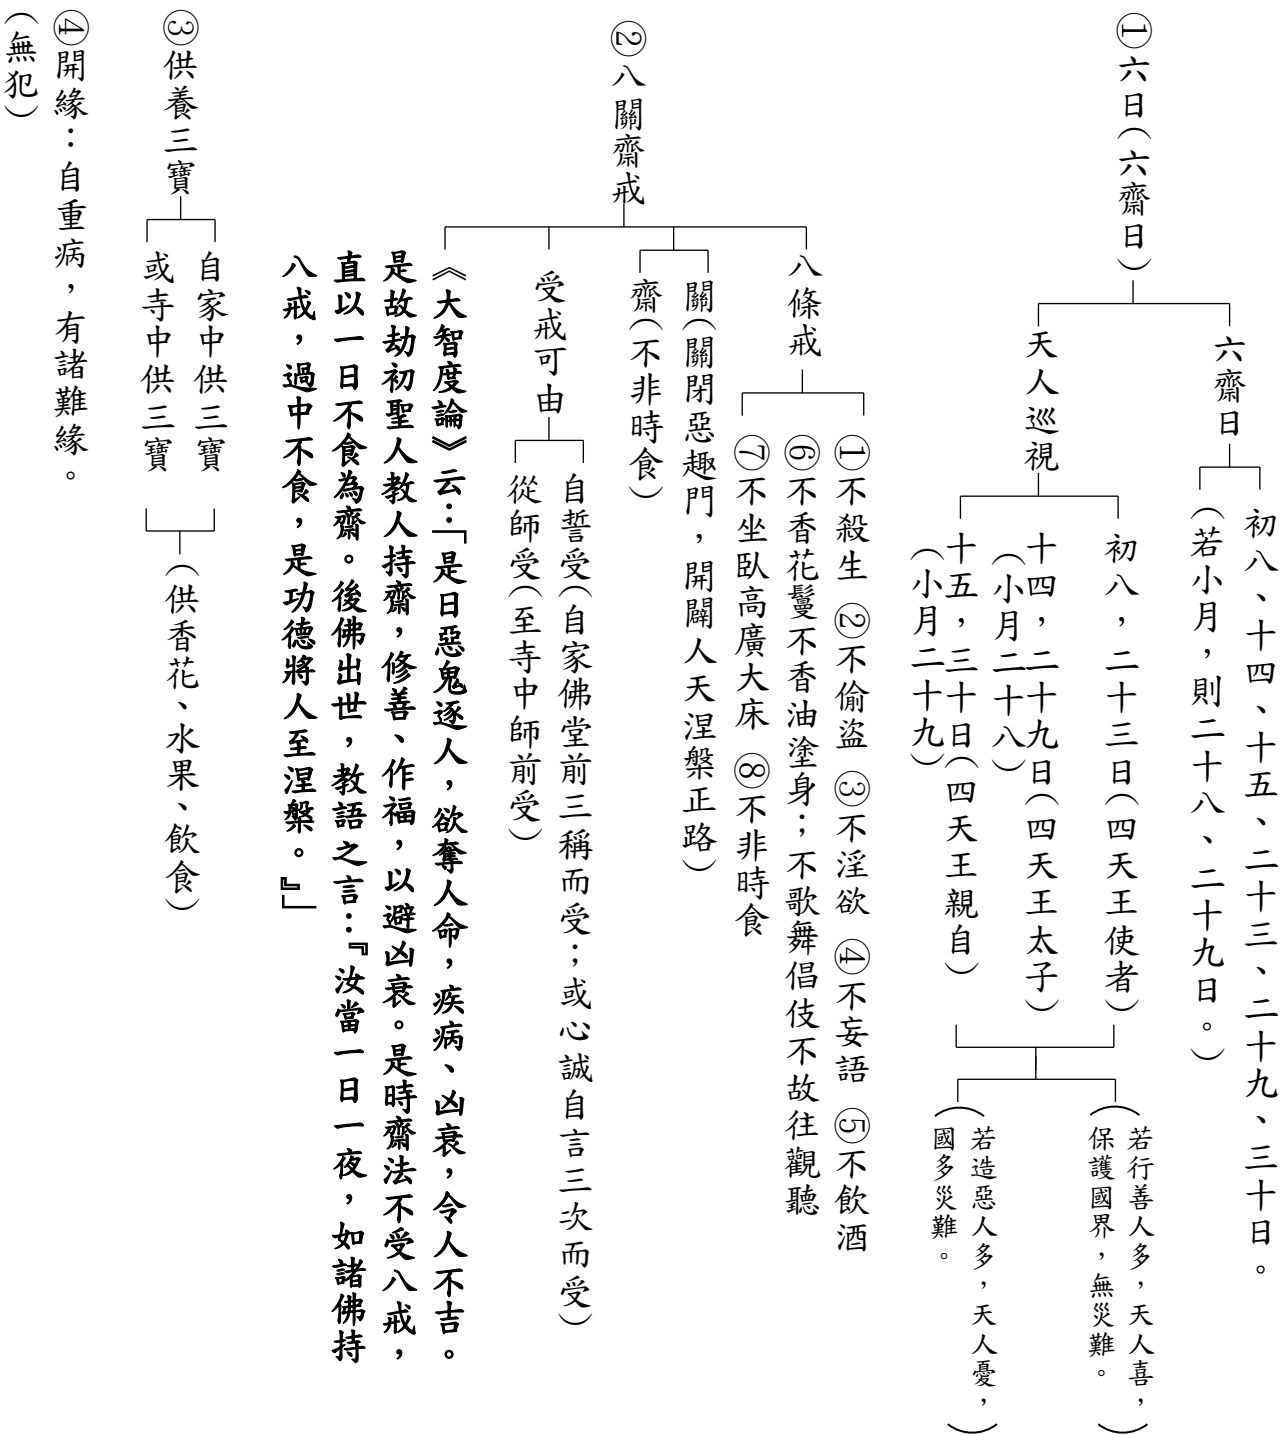 ①六日（六齋日）
六齋日
初八、十四、十五、二十三、二十九、三十日。
（若小月，則二十八、二十九日。）
天人巡視
初八，二十三日（四天王使者）
十四，二十九日（四天王太子）
（小月二十八）
十五，三十日（四天王親自）
（小月二十九）
（若行善人多，天人喜，
保護國界，無災難。）
（若造惡人多，天人憂，
國多災難。）
②八關齋戒
八條戒
①不殺生 ②不偷盜 ③不淫欲 ④不妄語 ⑤不飲酒
⑥不香花鬘不香油塗身；不歌舞倡伎不故往觀聽
⑦不坐臥高廣大床 ⑧不非時食
關（關閉惡趣門，開闢人天涅槃正路）
齋（不非時食）
受戒可由
自誓受（自家佛堂前三稱而受；或心誠自言三次而受）
從師受（至寺中師前受）
《大智度論》云：「是日惡鬼逐人，欲奪人命，疾病、凶衰，令人不吉。
是故劫初聖人教人持齋，修善、作福，以避凶衰。是時齋法不受八戒，
直以一日不食為齋。後佛出世，教語之言：『汝當一日一夜，如諸佛持
八戒，過中不食，是功德將人至涅槃。』」
③供養三寶
自家中供三寶
或寺中供三寶
（供香花、水果、飲食）
④開緣：自重病，有諸難緣。
（無犯）